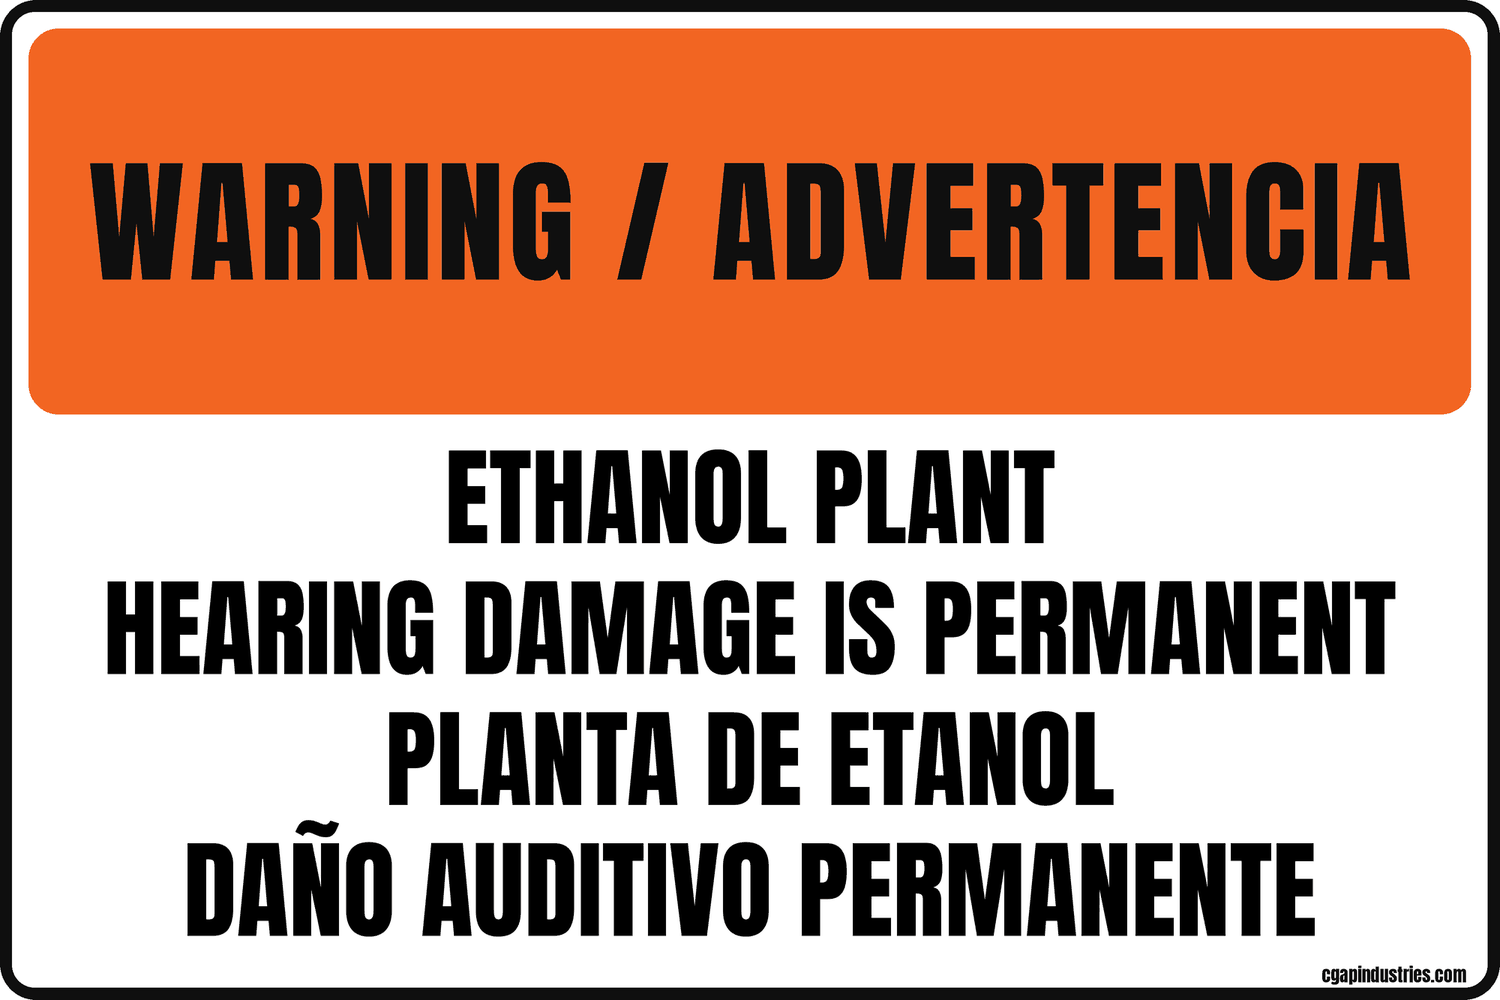 WARNING / ADVERTENCIA
ETHANOL PLANT
HEARING DAMAGE IS PERMANENT
PLANTA DE ETANOL
DAÑO AUDITIVO PERMANENTE
cgapindustries.com